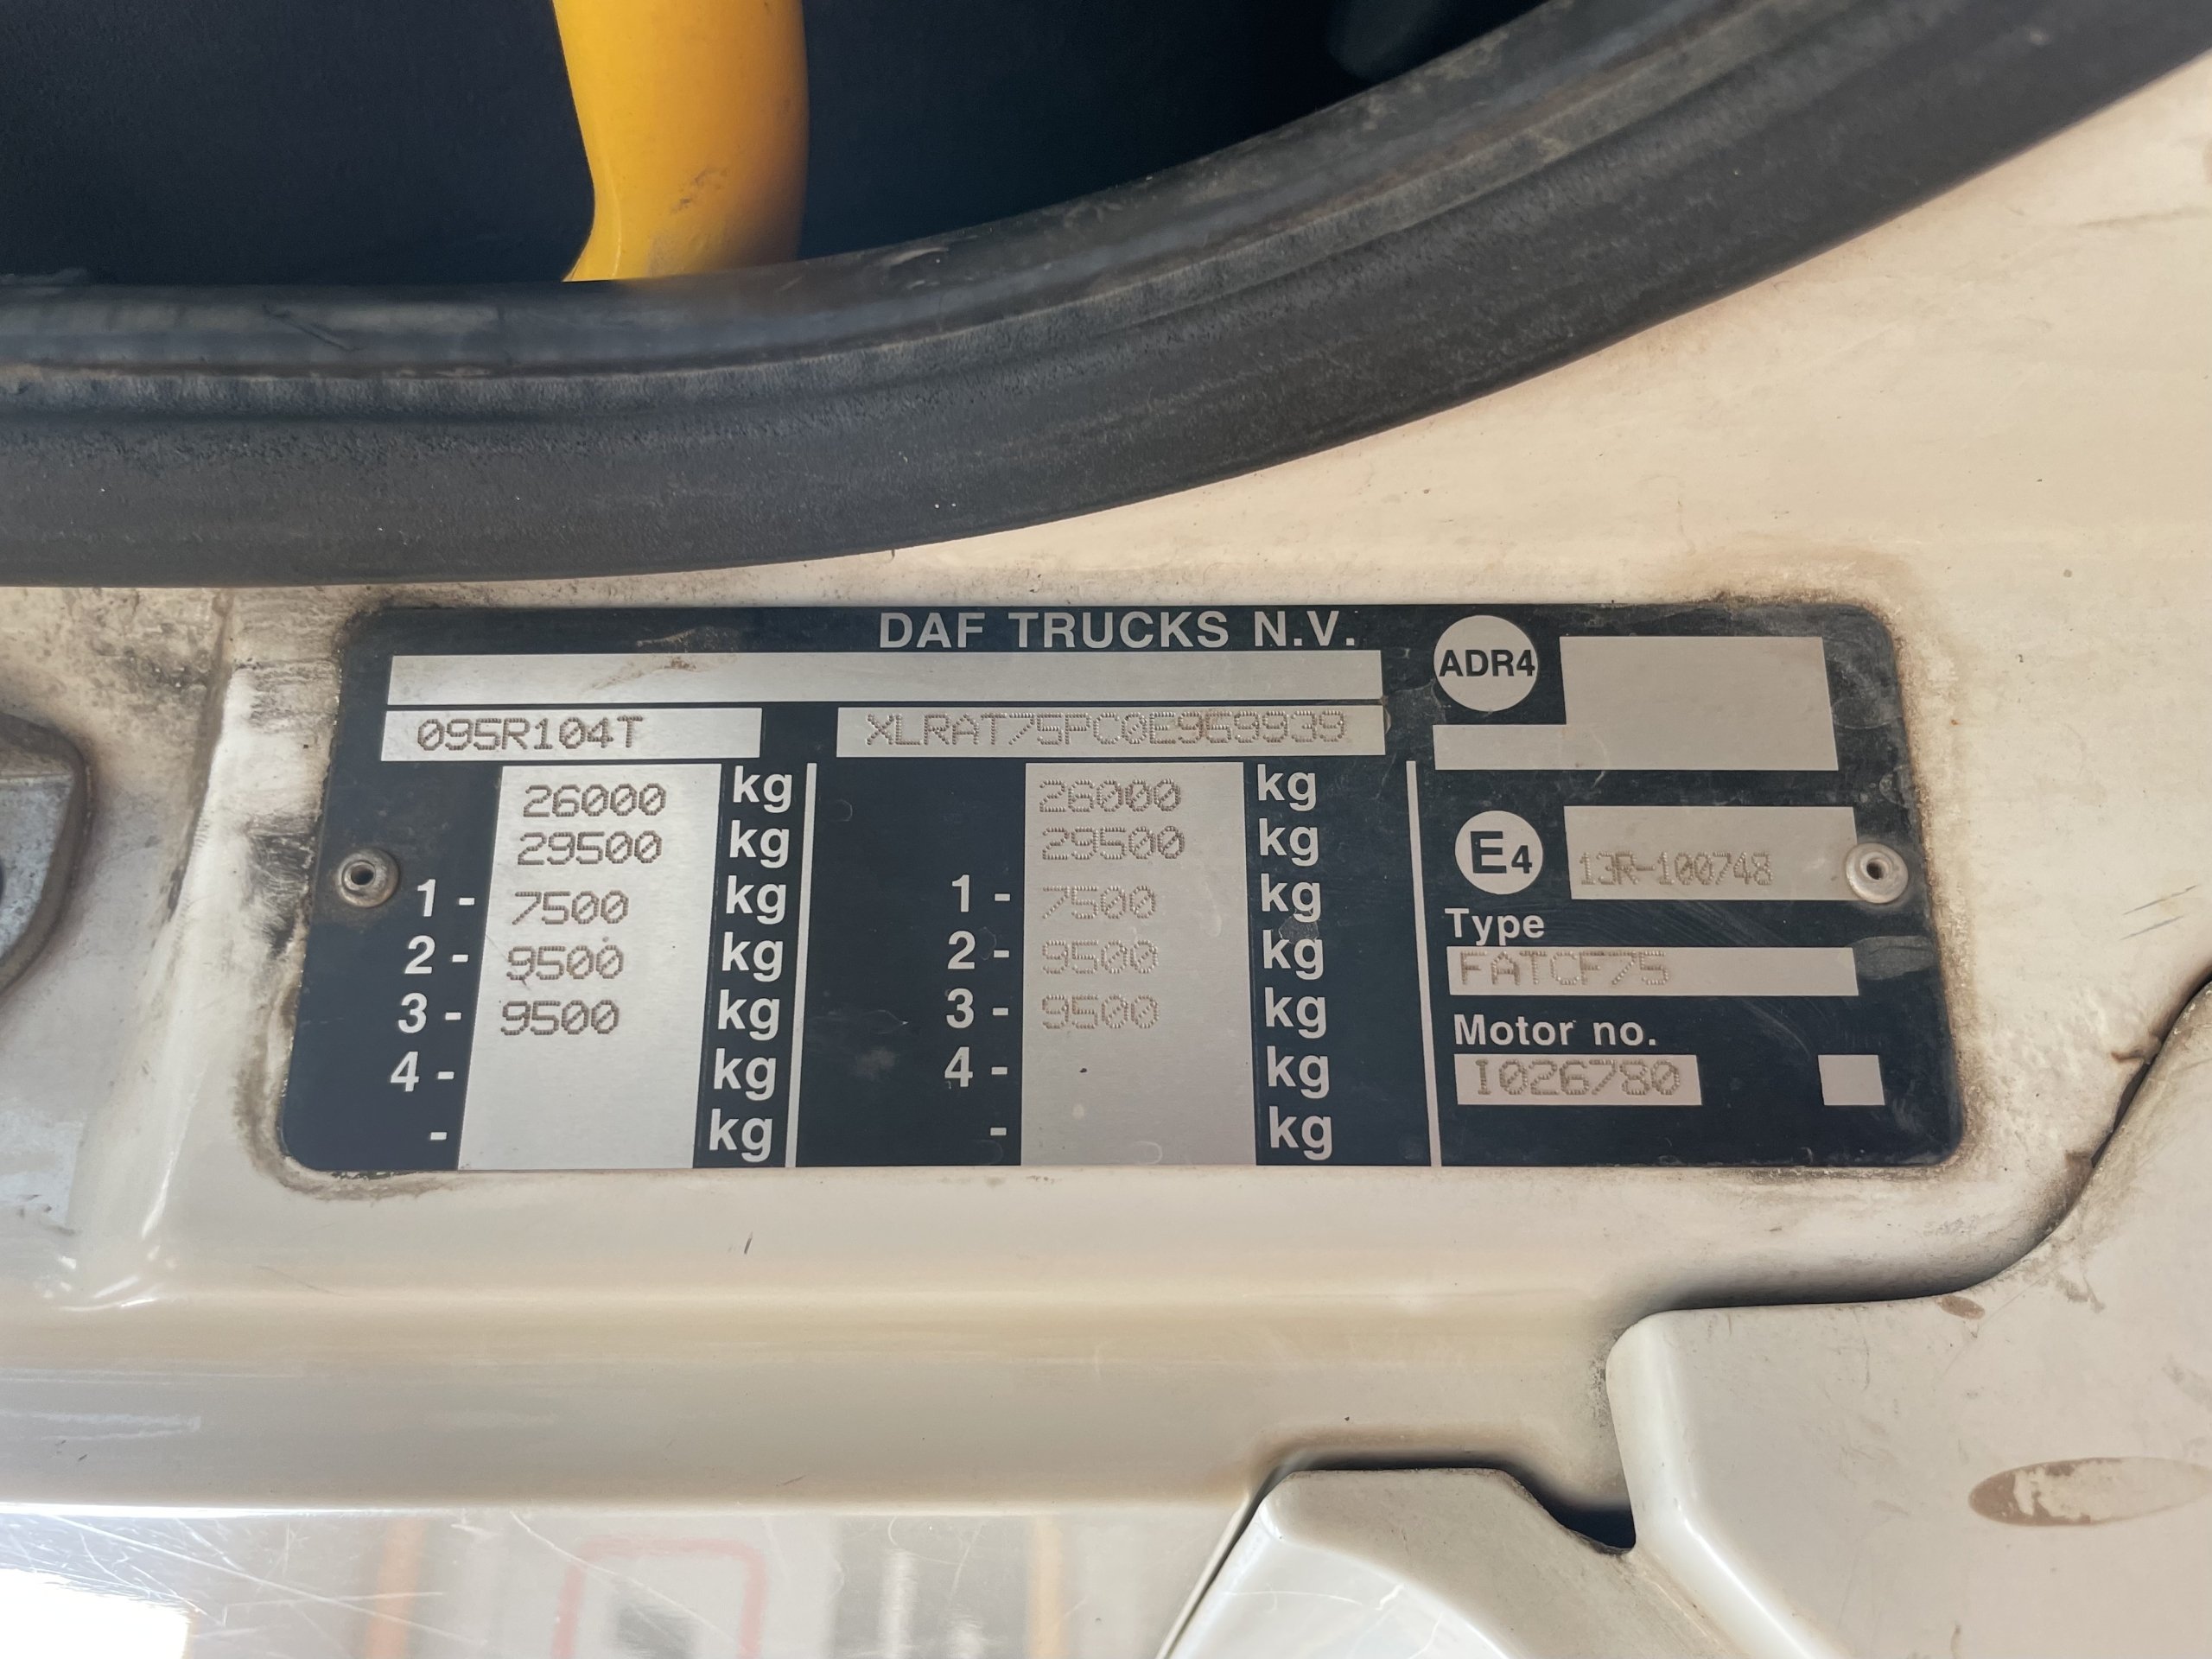 DAF TRUCKS N.V.
ADR4
095R104T XLRAT75PC0E959939
26000 kg 26000 kg
29500 kg 29500 kg
E4 13R-100748
1 - 7500 kg 1 - 7500 kg
Type
2 - 9500 kg 2 - 9500 kg
FATCF75
3 - 9500 kg 3 - 9500 kg
Motor no.
4 - kg 4 - kg
I026780
- kg - kg